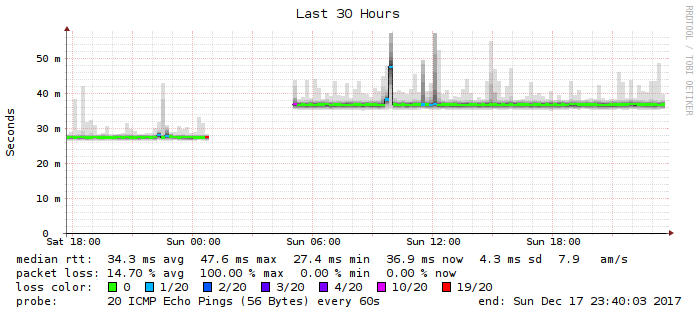 Last 30 Hours
RRDTOOL / TOBI OETIKER
Seconds
50 m
40 m
30 m
20 m
10 m
0
Sat 18:00 Sun 00:00 Sun 06:00 Sun 12:00 Sun 18:00
median rtt: 34.3 ms avg 47.6 ms max 27.4 ms min 36.9 ms now 4.3 ms sd 7.9 am/s
packet loss: 14.70 % avg 100.00 % max 0.00 % min 0.00 % now
loss color: 0 1/20 2/20 3/20 4/20 10/20 19/20
probe: 20 ICMP Echo Pings (56 Bytes) every 60s end: Sun Dec 17 23:40:03 2017